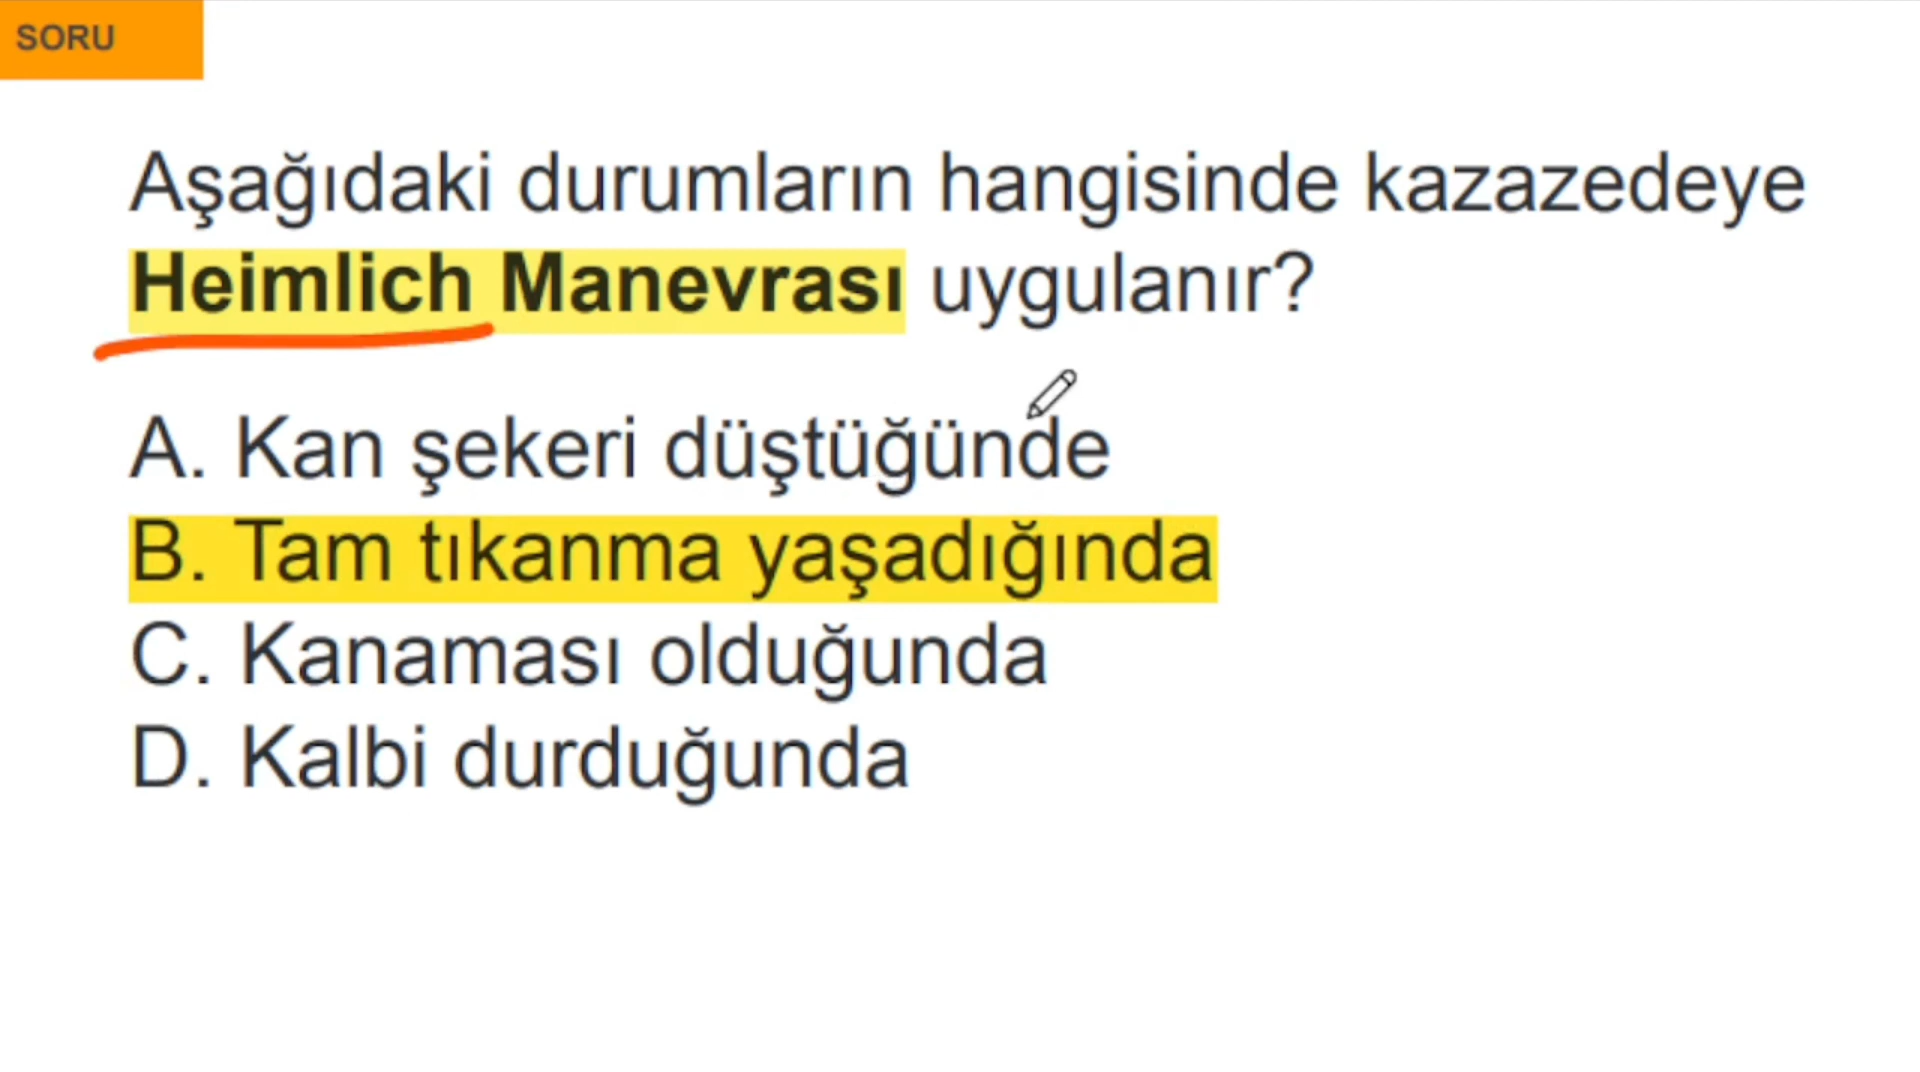 SORU
Aşağıdaki durumların hangisinde kazazedeye
Heimlich Manevrası uygulanır?
A. Kan şekeri düştüğünde
B. Tam tıkanma yaşadığında
C. Kanaması olduğunda
D. Kalbi durduğunda